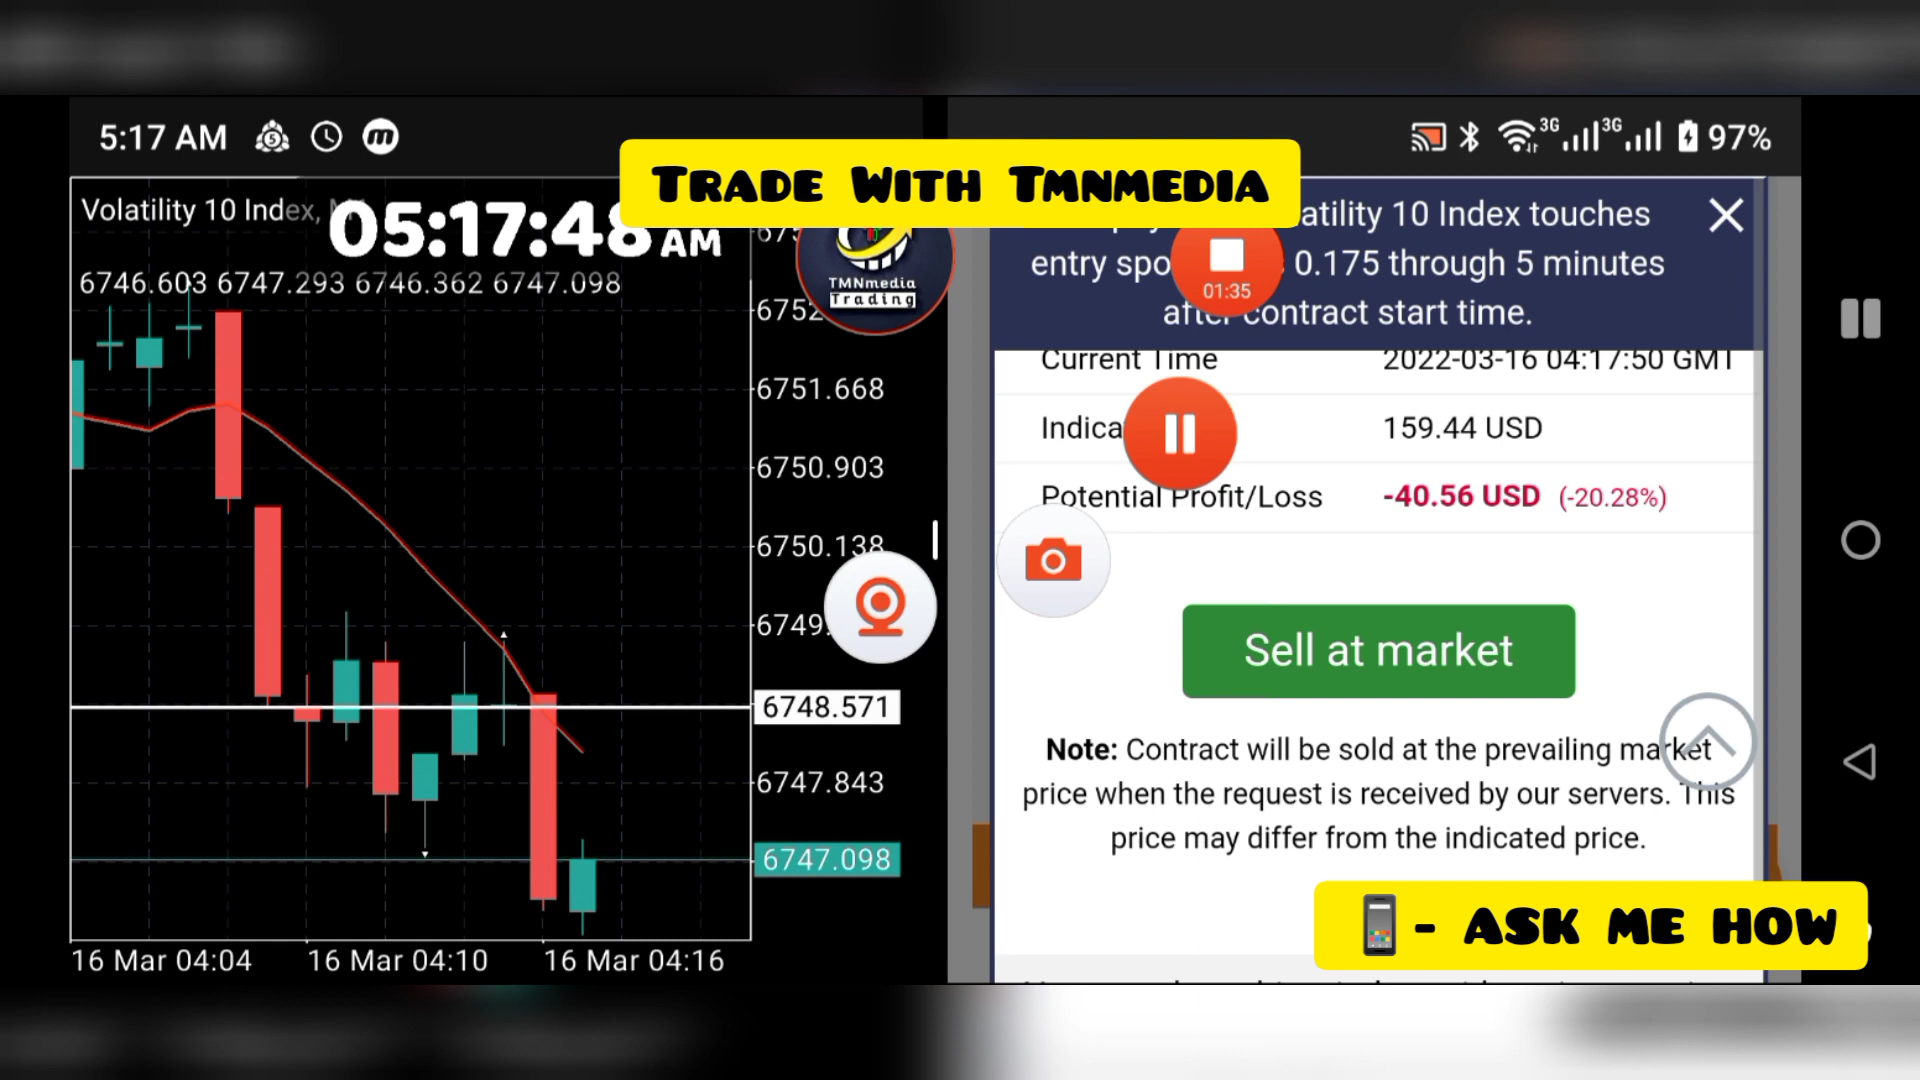 5:17 AM
3G 3G 97%
TRADE WITH TMNMEDIA
Volatility 10 Index,
05:17:48 AM
6746.603 6747.293 6746.362 6747.098
TMNmedia
Trading
6752
6751.668
6750.903
6750.138
6749.
6748.571
6747.843
6747.098
16 Mar 04:04 16 Mar 04:10 16 Mar 04:16
atility 10 Index touches
entry spo 0.175 through 5 minutes
after contract start time.
01:35
Current Time 2022-03-16 04:17:50 GMT
Indica 159.44 USD
Potential Profit/Loss -40.56 USD (-20.28%)
Sell at market
Note: Contract will be sold at the prevailing market
price when the request is received by our servers. This
price may differ from the indicated price.
- ASK ME HOW